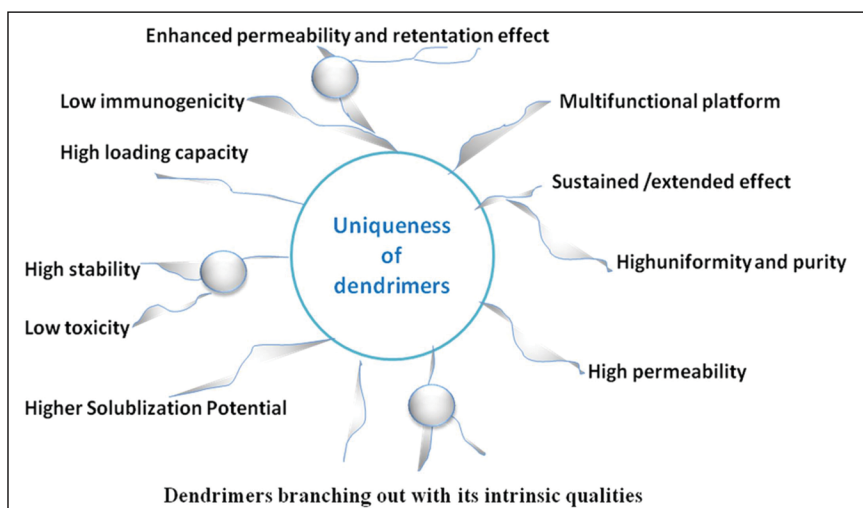 Enhanced permeability and retentation effect
Low immunogenicity
Multifunctional platform
High loading capacity
Sustained /extended effect
Uniqueness
of
dendrimers
Highuniformity and purity
High stability
Low toxicity
High permeability
Higher Solublization Potential
Dendrimers branching out with its intrinsic qualities